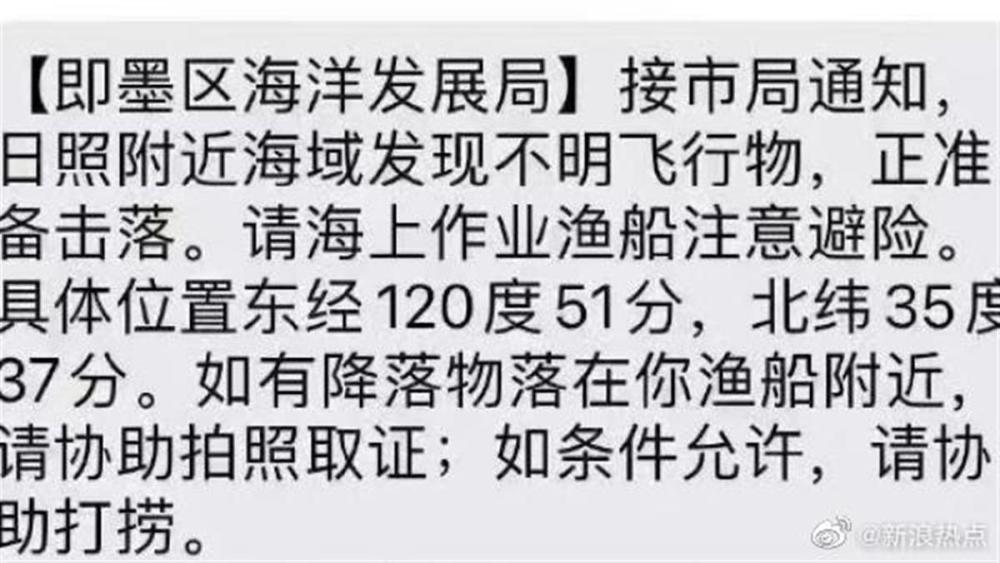 【即墨区海洋发展局】接市局通知，
日照附近海域发现不明飞行物，正准
备击落。请海上作业渔船注意避险。
具体位置东经120度51分，北纬35度
37分。如有降落物落在你渔船附近，
请协助拍照取证；如条件允许，请协
助打捞。
@新浪热点